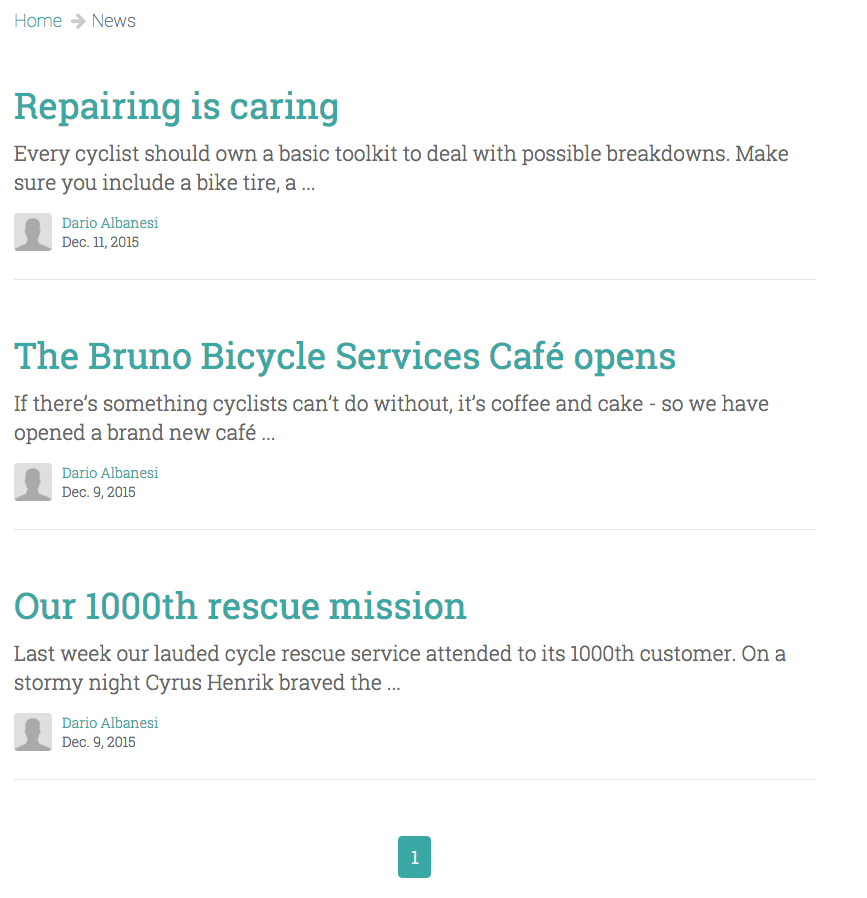 Home News
Repairing is caring
Every cyclist should own a basic toolkit to deal with possible breakdowns. Make
sure you include a bike tire, a ...
Dario Albanesi
Dec. 11, 2015
The Bruno Bicycle Services Café opens
If there’s something cyclists can’t do without, it’s coffee and cake - so we have
opened a brand new café ...
Dario Albanesi
Dec. 9, 2015
Our 1000th rescue mission
Last week our lauded cycle rescue service attended to its 1000th customer. On a
stormy night Cyrus Henrik braved the ...
Dario Albanesi
Dec. 9, 2015
1